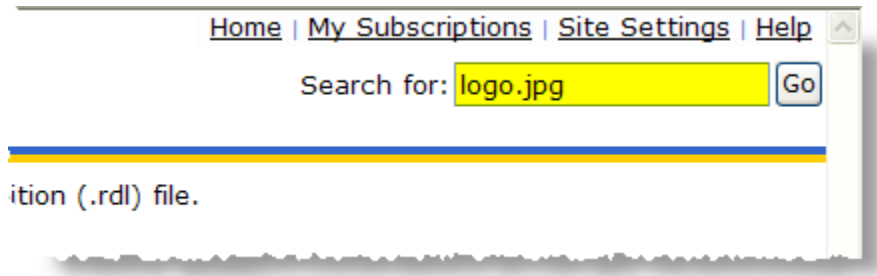 Home | My Subscriptions | Site Settings | Help
Search for: logo.jpg Go
ition (.rdl) file.